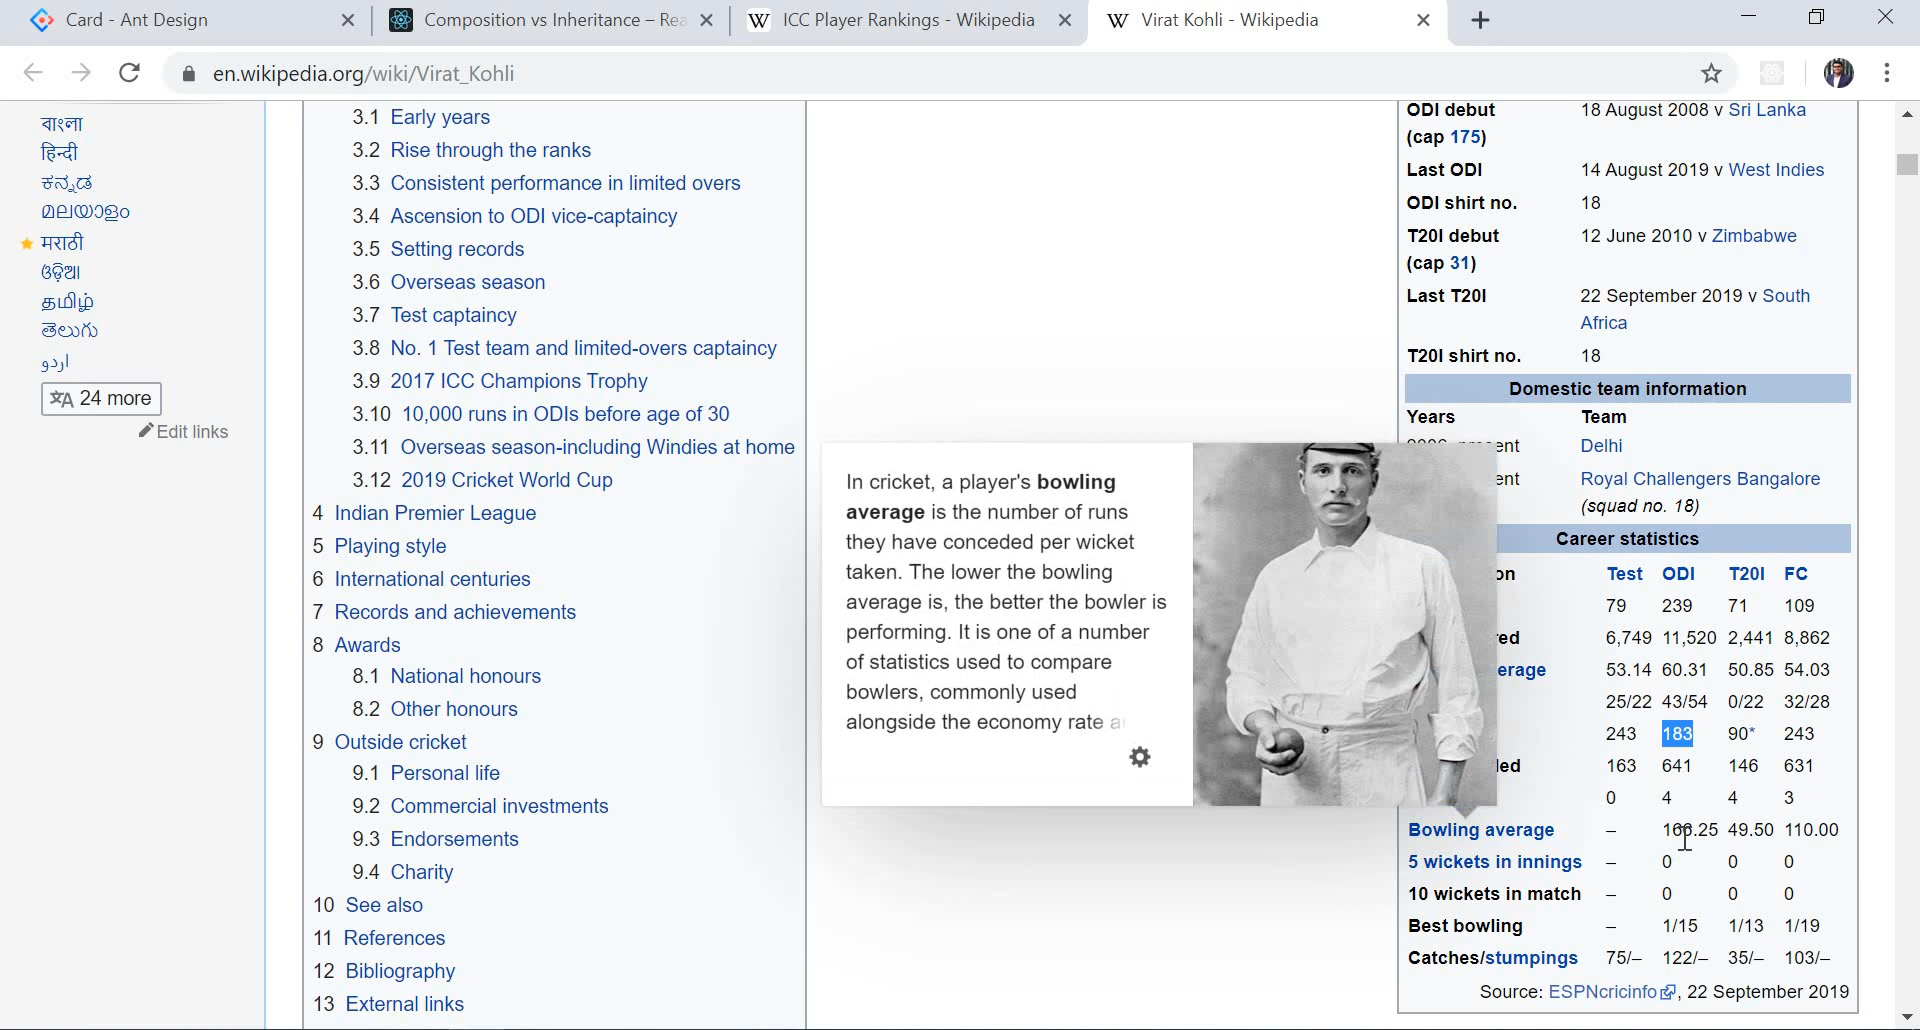 Card - Ant Design
Composition vs Inheritance – Rea
ICC Player Rankings - Wikipedia
Virat Kohli - Wikipedia
en.wikipedia.org/wiki/Virat_Kohli
বাংলা
हिन्दी
ಕನ್ನಡ
മലയാളം
मराठी
ଓଡ଼ିଆ
தமிழ்
తెలుగు
اردو
24 more
Edit links
3.1 Early years
3.2 Rise through the ranks
3.3 Consistent performance in limited overs
3.4 Ascension to ODI vice-captaincy
3.5 Setting records
3.6 Overseas season
3.7 Test captaincy
3.8 No. 1 Test team and limited-overs captaincy
3.9 2017 ICC Champions Trophy
3.10 10,000 runs in ODIs before age of 30
3.11 Overseas season-including Windies at home
3.12 2019 Cricket World Cup
4 Indian Premier League
5 Playing style
6 International centuries
7 Records and achievements
8 Awards
8.1 National honours
8.2 Other honours
9 Outside cricket
9.1 Personal life
9.2 Commercial investments
9.3 Endorsements
9.4 Charity
10 See also
11 References
12 Bibliography
13 External links
In cricket, a player's bowling
average is the number of runs
they have conceded per wicket
taken. The lower the bowling
average is, the better the bowler is
performing. It is one of a number
of statistics used to compare
bowlers, commonly used
alongside the economy rate
ODI debut 18 August 2008 v Sri Lanka
(cap 175)
Last ODI 14 August 2019 v West Indies
ODI shirt no. 18
T20I debut 12 June 2010 v Zimbabwe
(cap 31)
Last T20I 22 September 2019 v South
Africa
T20I shirt no. 18
Domestic team information
Years Team
Delhi
Royal Challengers Bangalore
(squad no. 18)
Career statistics
on Test ODI T20I FC
79 239 71 109
red 6,749 11,520 2,441 8,862
erage 53.14 60.31 50.85 54.03
25/22 43/54 0/22 32/28
243 183 90* 243
led 163 641 146 631
0 4 4 3
Bowling average – 166.25 49.50 110.00
5 wickets in innings – 0 0 0
10 wickets in match – 0 0 0
Best bowling – 1/15 1/13 1/19
Catches/stumpings 75/– 122/– 35/– 103/–
Source: ESPNcricinfo, 22 September 2019